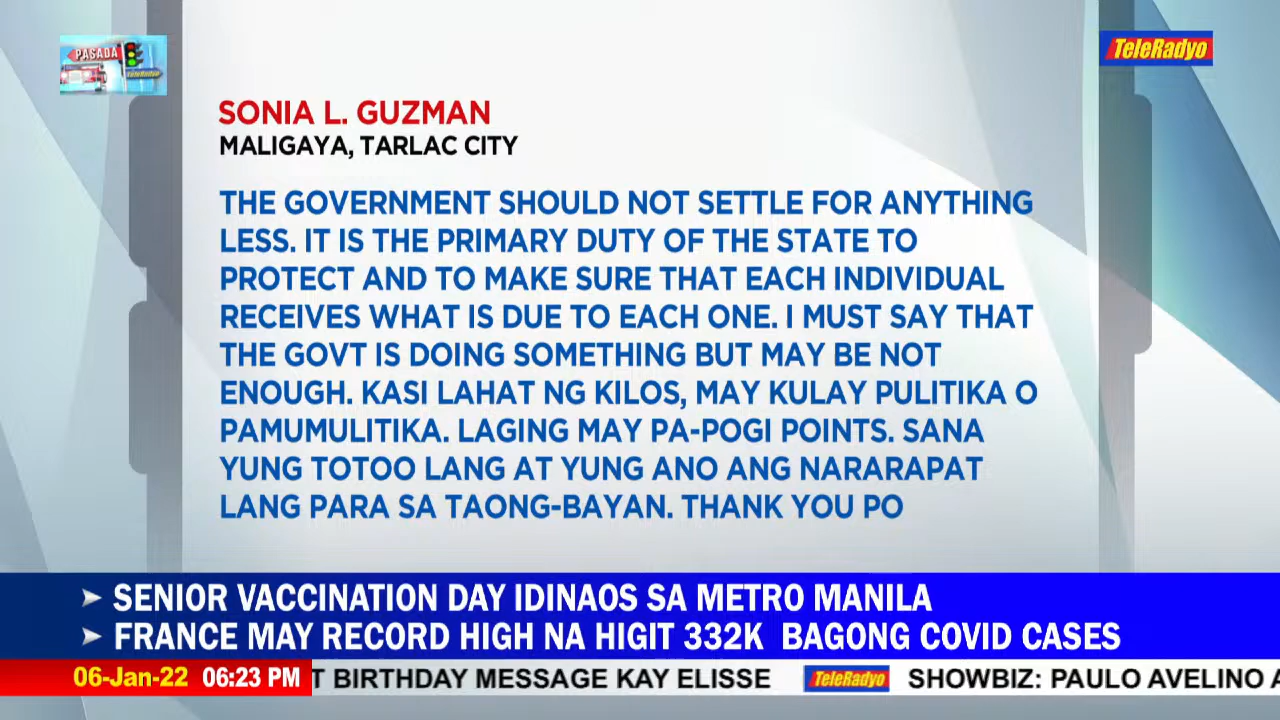 PASADA
TeleRadyo
TeleRadyo
SONIA L. GUZMAN
MALIGAYA, TARLAC CITY
THE GOVERNMENT SHOULD NOT SETTLE FOR ANYTHING
LESS. IT IS THE PRIMARY DUTY OF THE STATE TO
PROTECT AND TO MAKE SURE THAT EACH INDIVIDUAL
RECEIVES WHAT IS DUE TO EACH ONE. I MUST SAY THAT
THE GOVT IS DOING SOMETHING BUT MAY BE NOT
ENOUGH. KASI LAHAT NG KILOS, MAY KULAY PULITIKA O
PAMUMULITIKA. LAGING MAY PA-POGI POINTS. SANA
YUNG TOTOO LANG AT YUNG ANO ANG NARARAPAT
LANG PARA SA TAONG-BAYAN. THANK YOU PO
SENIOR VACCINATION DAY IDINAOS SA METRO MANILA
FRANCE MAY RECORD HIGH NA HIGIT 332K BAGONG COVID CASES
06-Jan-22 06:23 PM T BIRTHDAY MESSAGE KAY ELISSE TeleRadyo SHOWBIZ: PAULO AVELINO A